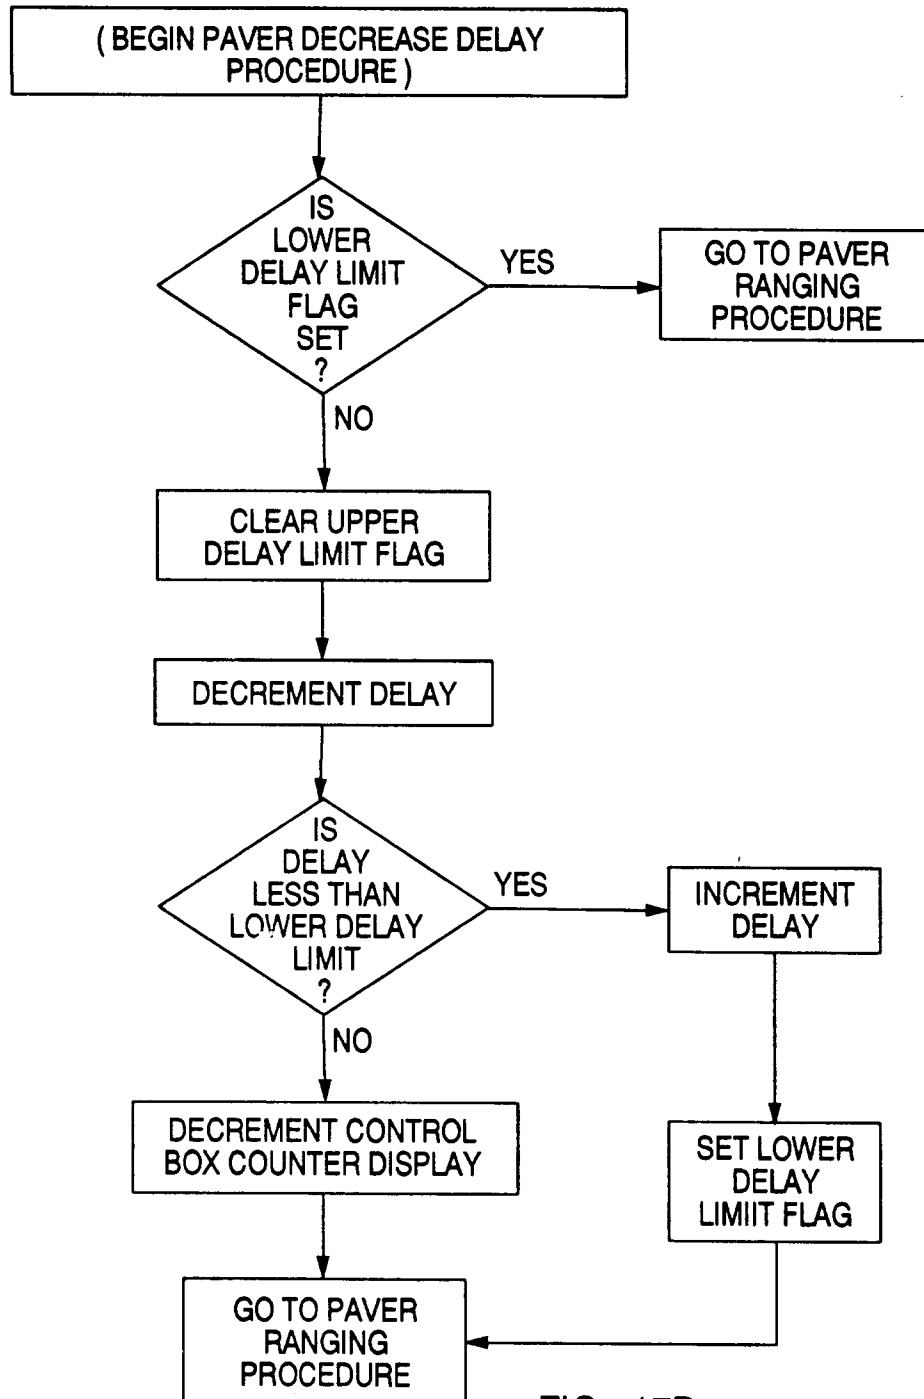 ( BEGIN PAVER DECREASE DELAY
PROCEDURE )
IS
LOWER
DELAY LIMIT
FLAG
SET
?
YES
GO TO PAVER
RANGING
PROCEDURE
NO
CLEAR UPPER
DELAY LIMIT FLAG
DECREMENT DELAY
IS
DELAY
LESS THAN
LOWER DELAY
LIMIT
?
YES
INCREMENT
DELAY
NO
DECREMENT CONTROL
BOX COUNTER DISPLAY
SET LOWER
DELAY
LIMIIT FLAG
GO TO PAVER
RANGING
PROCEDURE